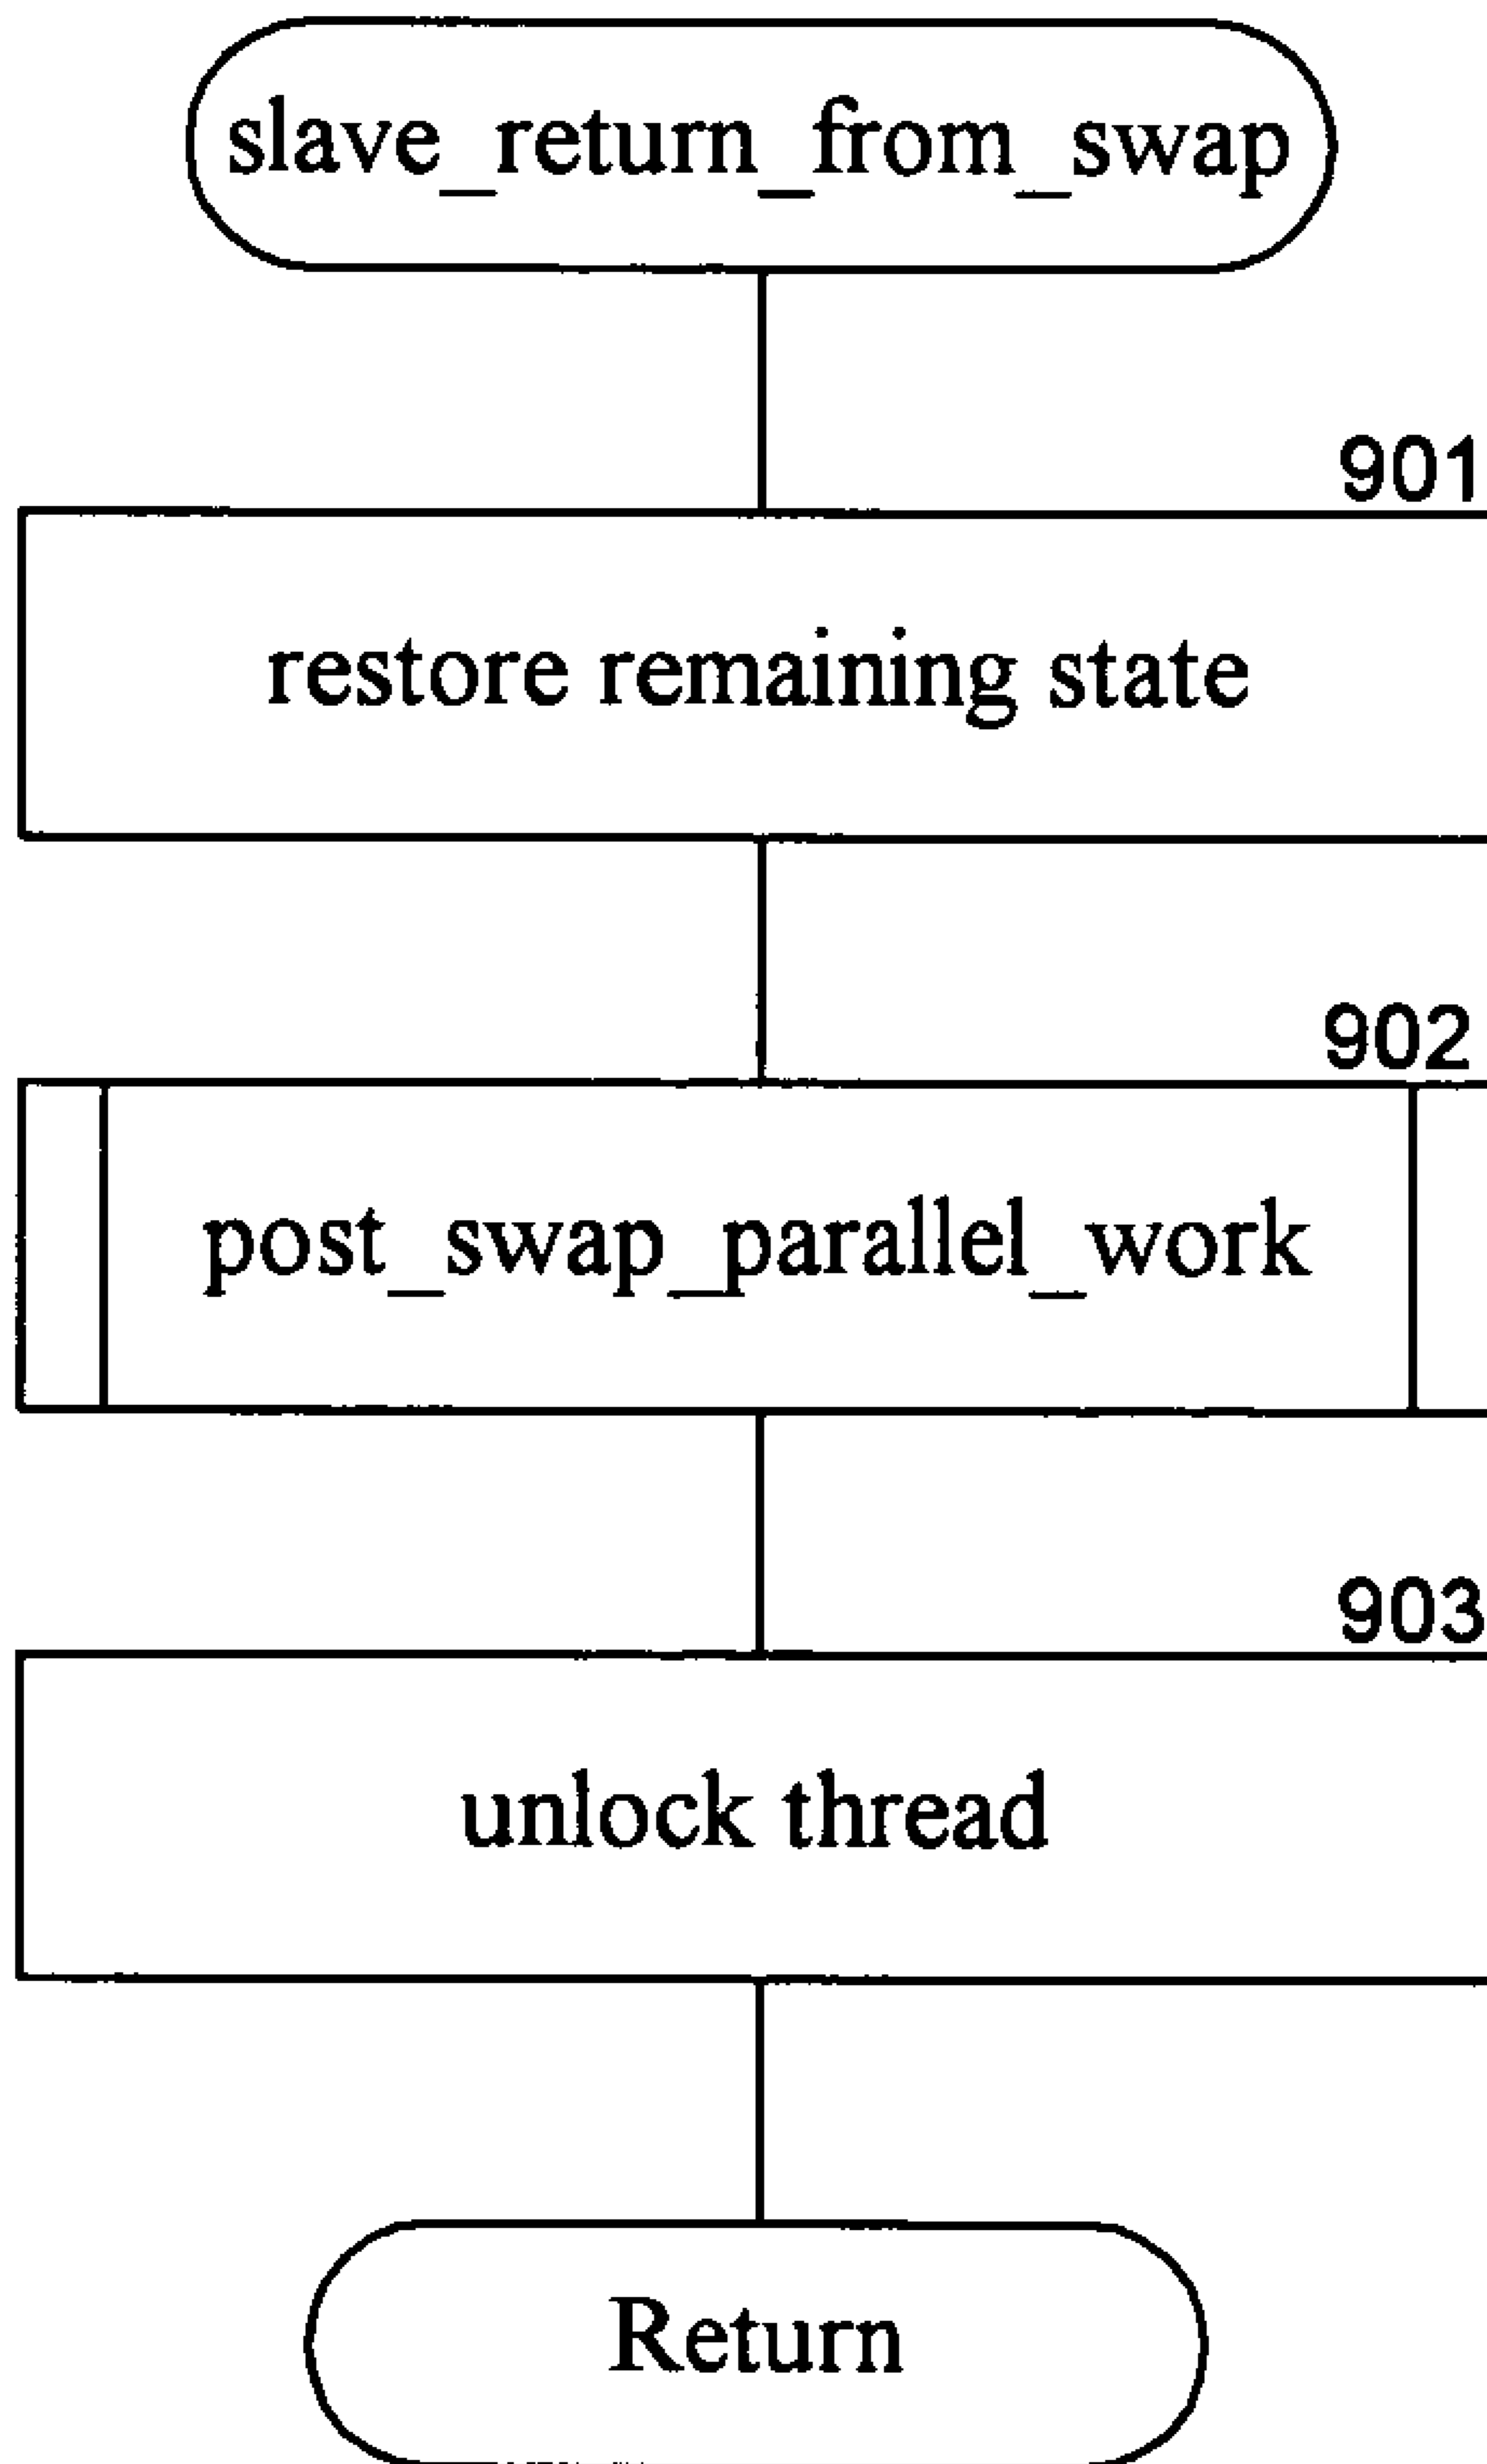 slave_return_from_swap
901
restore remaining state
902
post_swap_parallel_work
903
unlock thread
Return